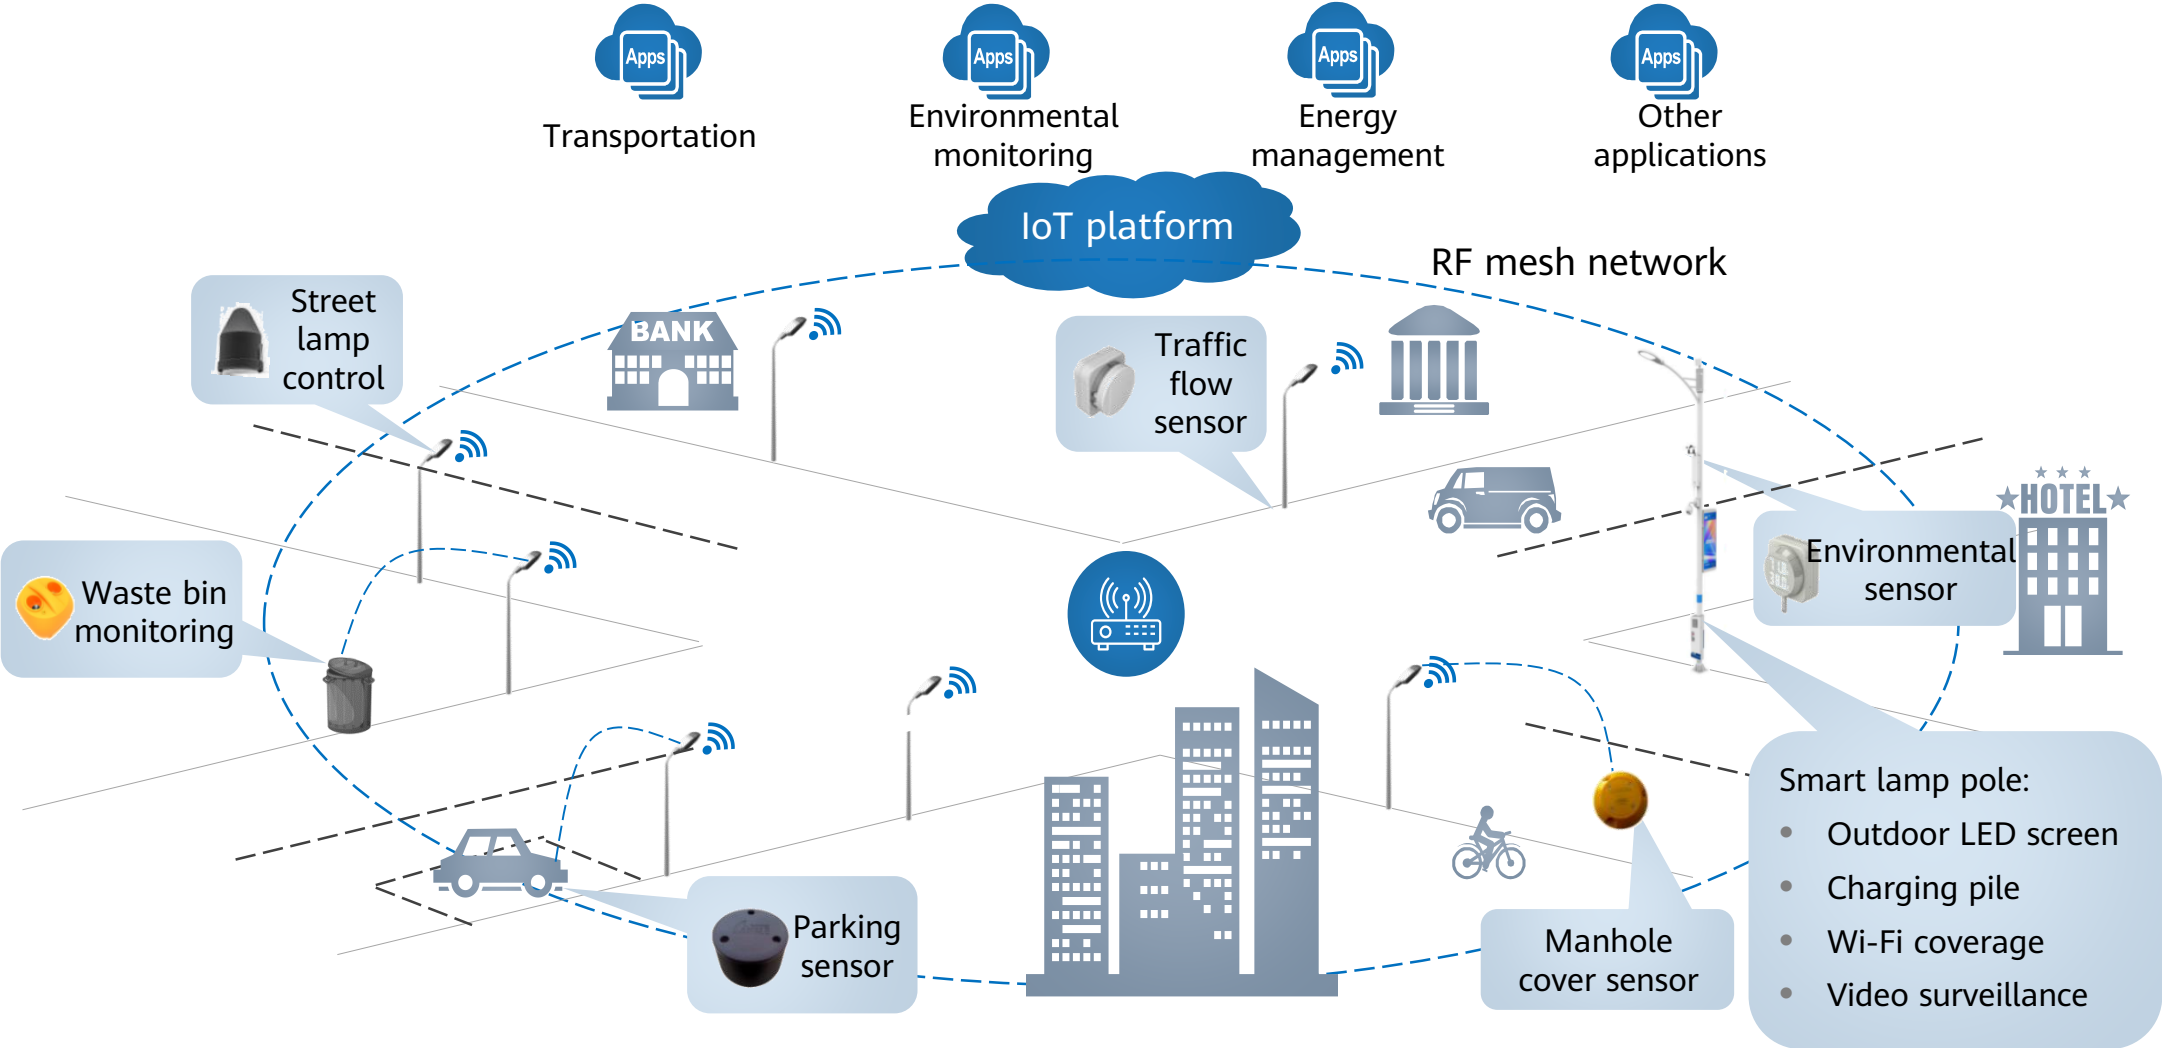 Apps
Apps
Apps
Apps
Transportation
Environmental
monitoring
Energy
management
Other
applications
IoT platform
RF mesh network
Street
lamp
control
BANK
Traffic
flow
sensor
HOTEL
Environmental
sensor
Waste bin
monitoring
Smart lamp pole:
• Outdoor LED screen
• Charging pile
• Wi-Fi coverage
• Video surveillance
Parking
sensor
Manhole
cover sensor